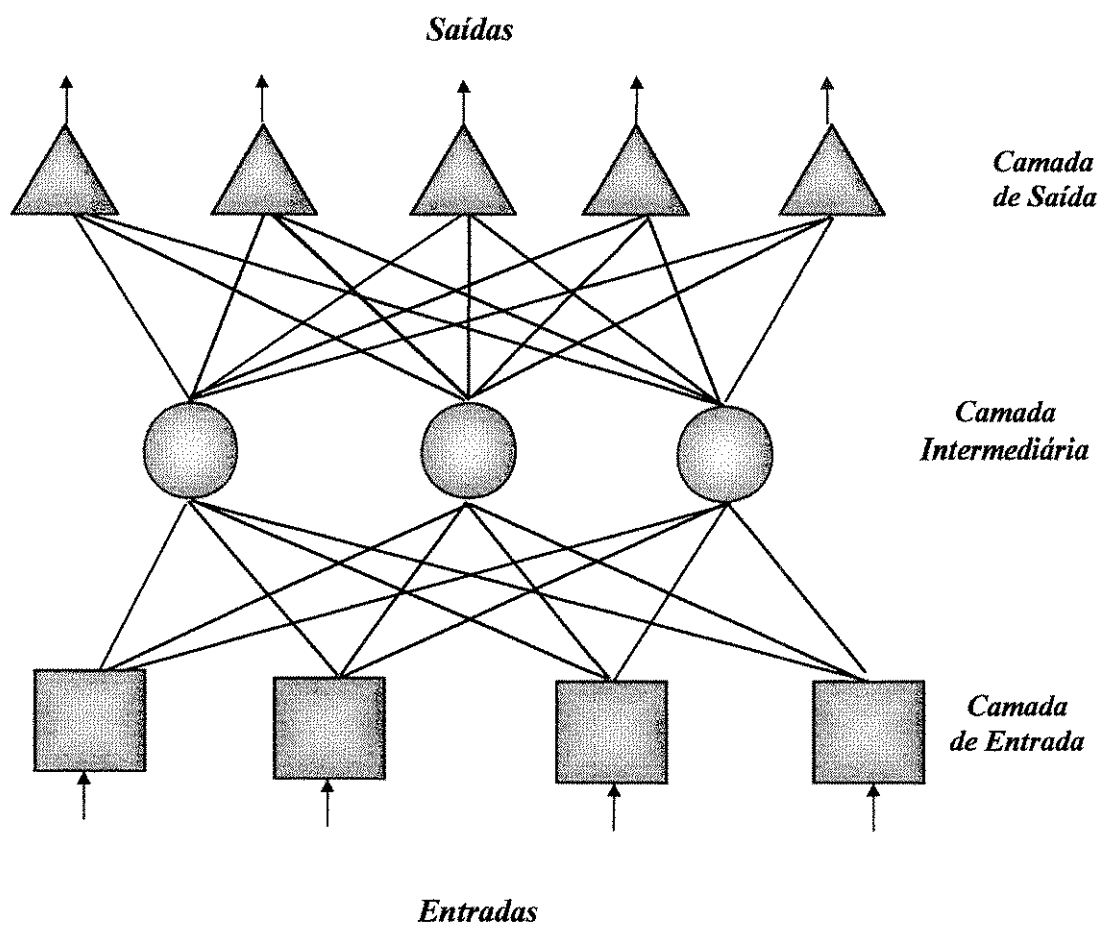 Saídas
Camada
de Saída
Camada
Intermediária
Camada
de Entrada
Entradas